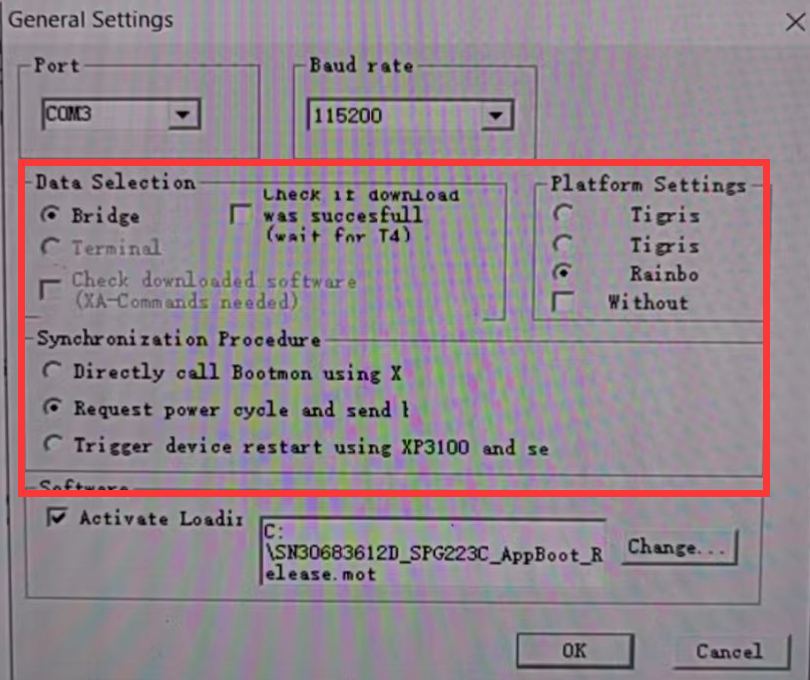 General Settings
Port
Baud rate
COM3
115200
Data Selection
Bridge
Check if download
was succesfull
(wait for T4)
Terminal
Check downloaded software
(XA-Commands needed)
Platform Settings
Tigris
Tigris
Rainbo
Without
Synchronization Procedure
Directly call Bootmon using X
Request power cycle and send
Trigger device restart using XP3100 and se
Software
Activate Loadi
C:
\SN30683612D_SPG223C_AppBoot_R
elease.mot
Change...
OK
Cancel